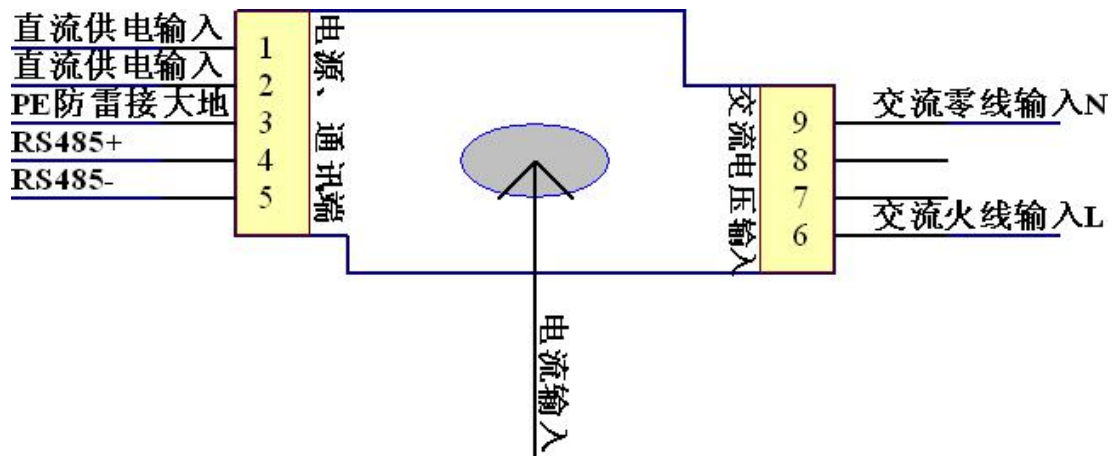 直流供电输入
直流供电输入
PE防雷接大地
RS485+
RS485-
1
2
3
4
5
电源、通讯端
交流电压输入
9
8
7
6
交流零线输入N
交流火线输入L
电流输入